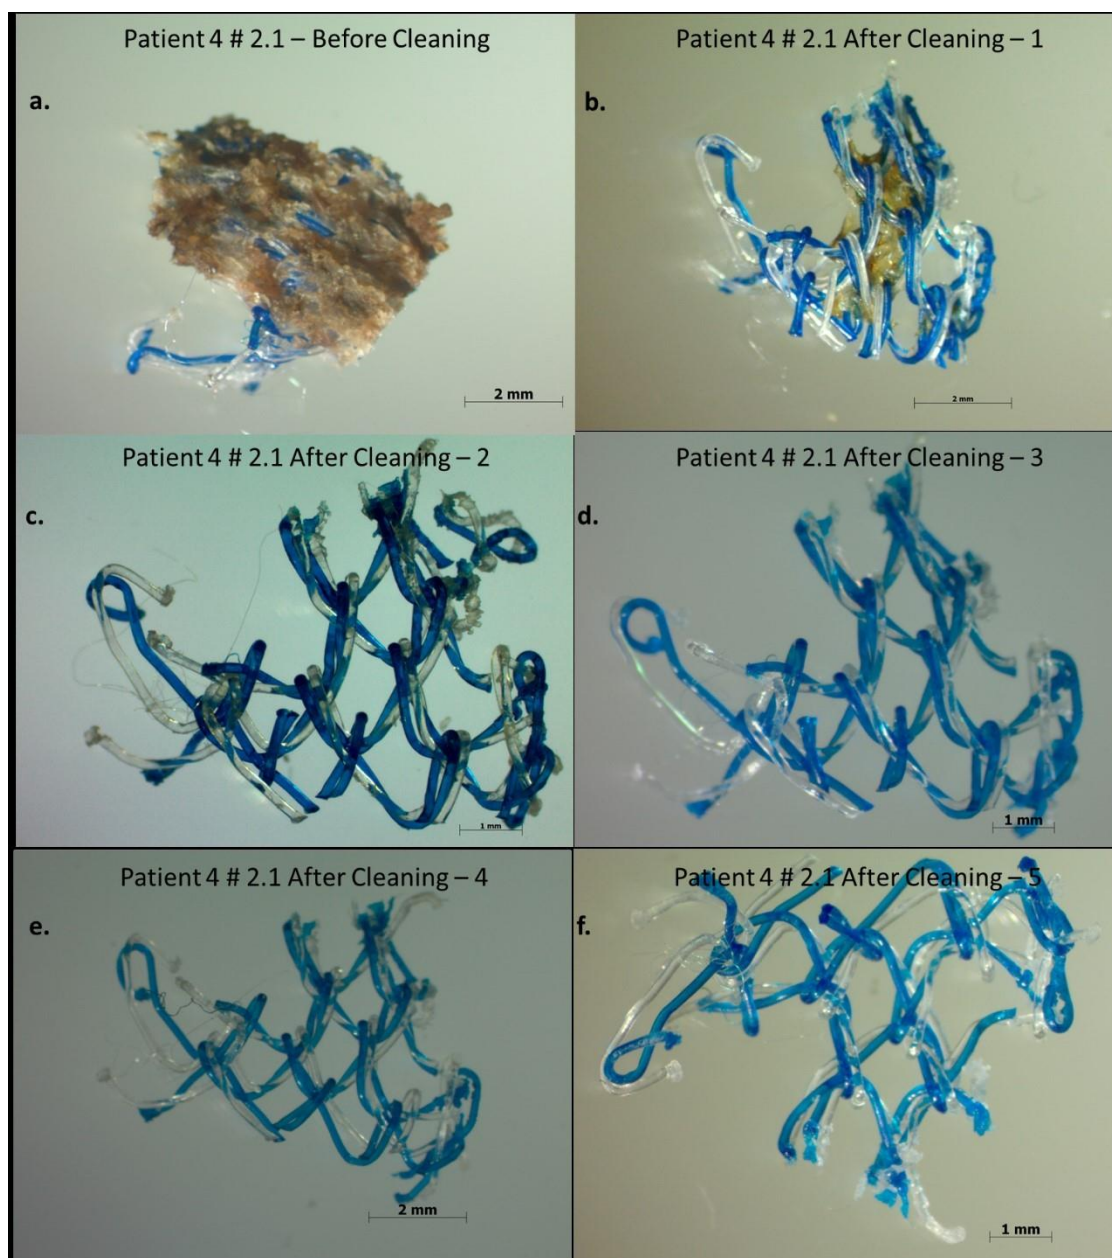 Patient 4 # 2.1 – Before Cleaning
a.
2 mm
Patient 4 # 2.1 After Cleaning – 1
b.
2 mm
Patient 4 # 2.1 After Cleaning – 2
c.
1 mm
Patient 4 # 2.1 After Cleaning – 3
d.
1 mm
Patient 4 # 2.1 After Cleaning – 4
e.
2 mm
Patient 4 # 2.1 After Cleaning – 5
f.
1 mm